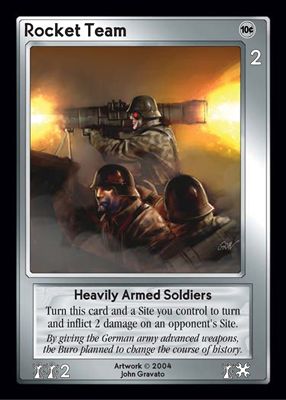 Rocket Team
10¢
2
Heavily Armed Soldiers
Turn this card and a Site you control to turn
and inflict 2 damage on an opponent's Site.
By giving the German army advanced weapons,
the Buro planned to change the course of history.
2
Artwork © 2004
John Gravato